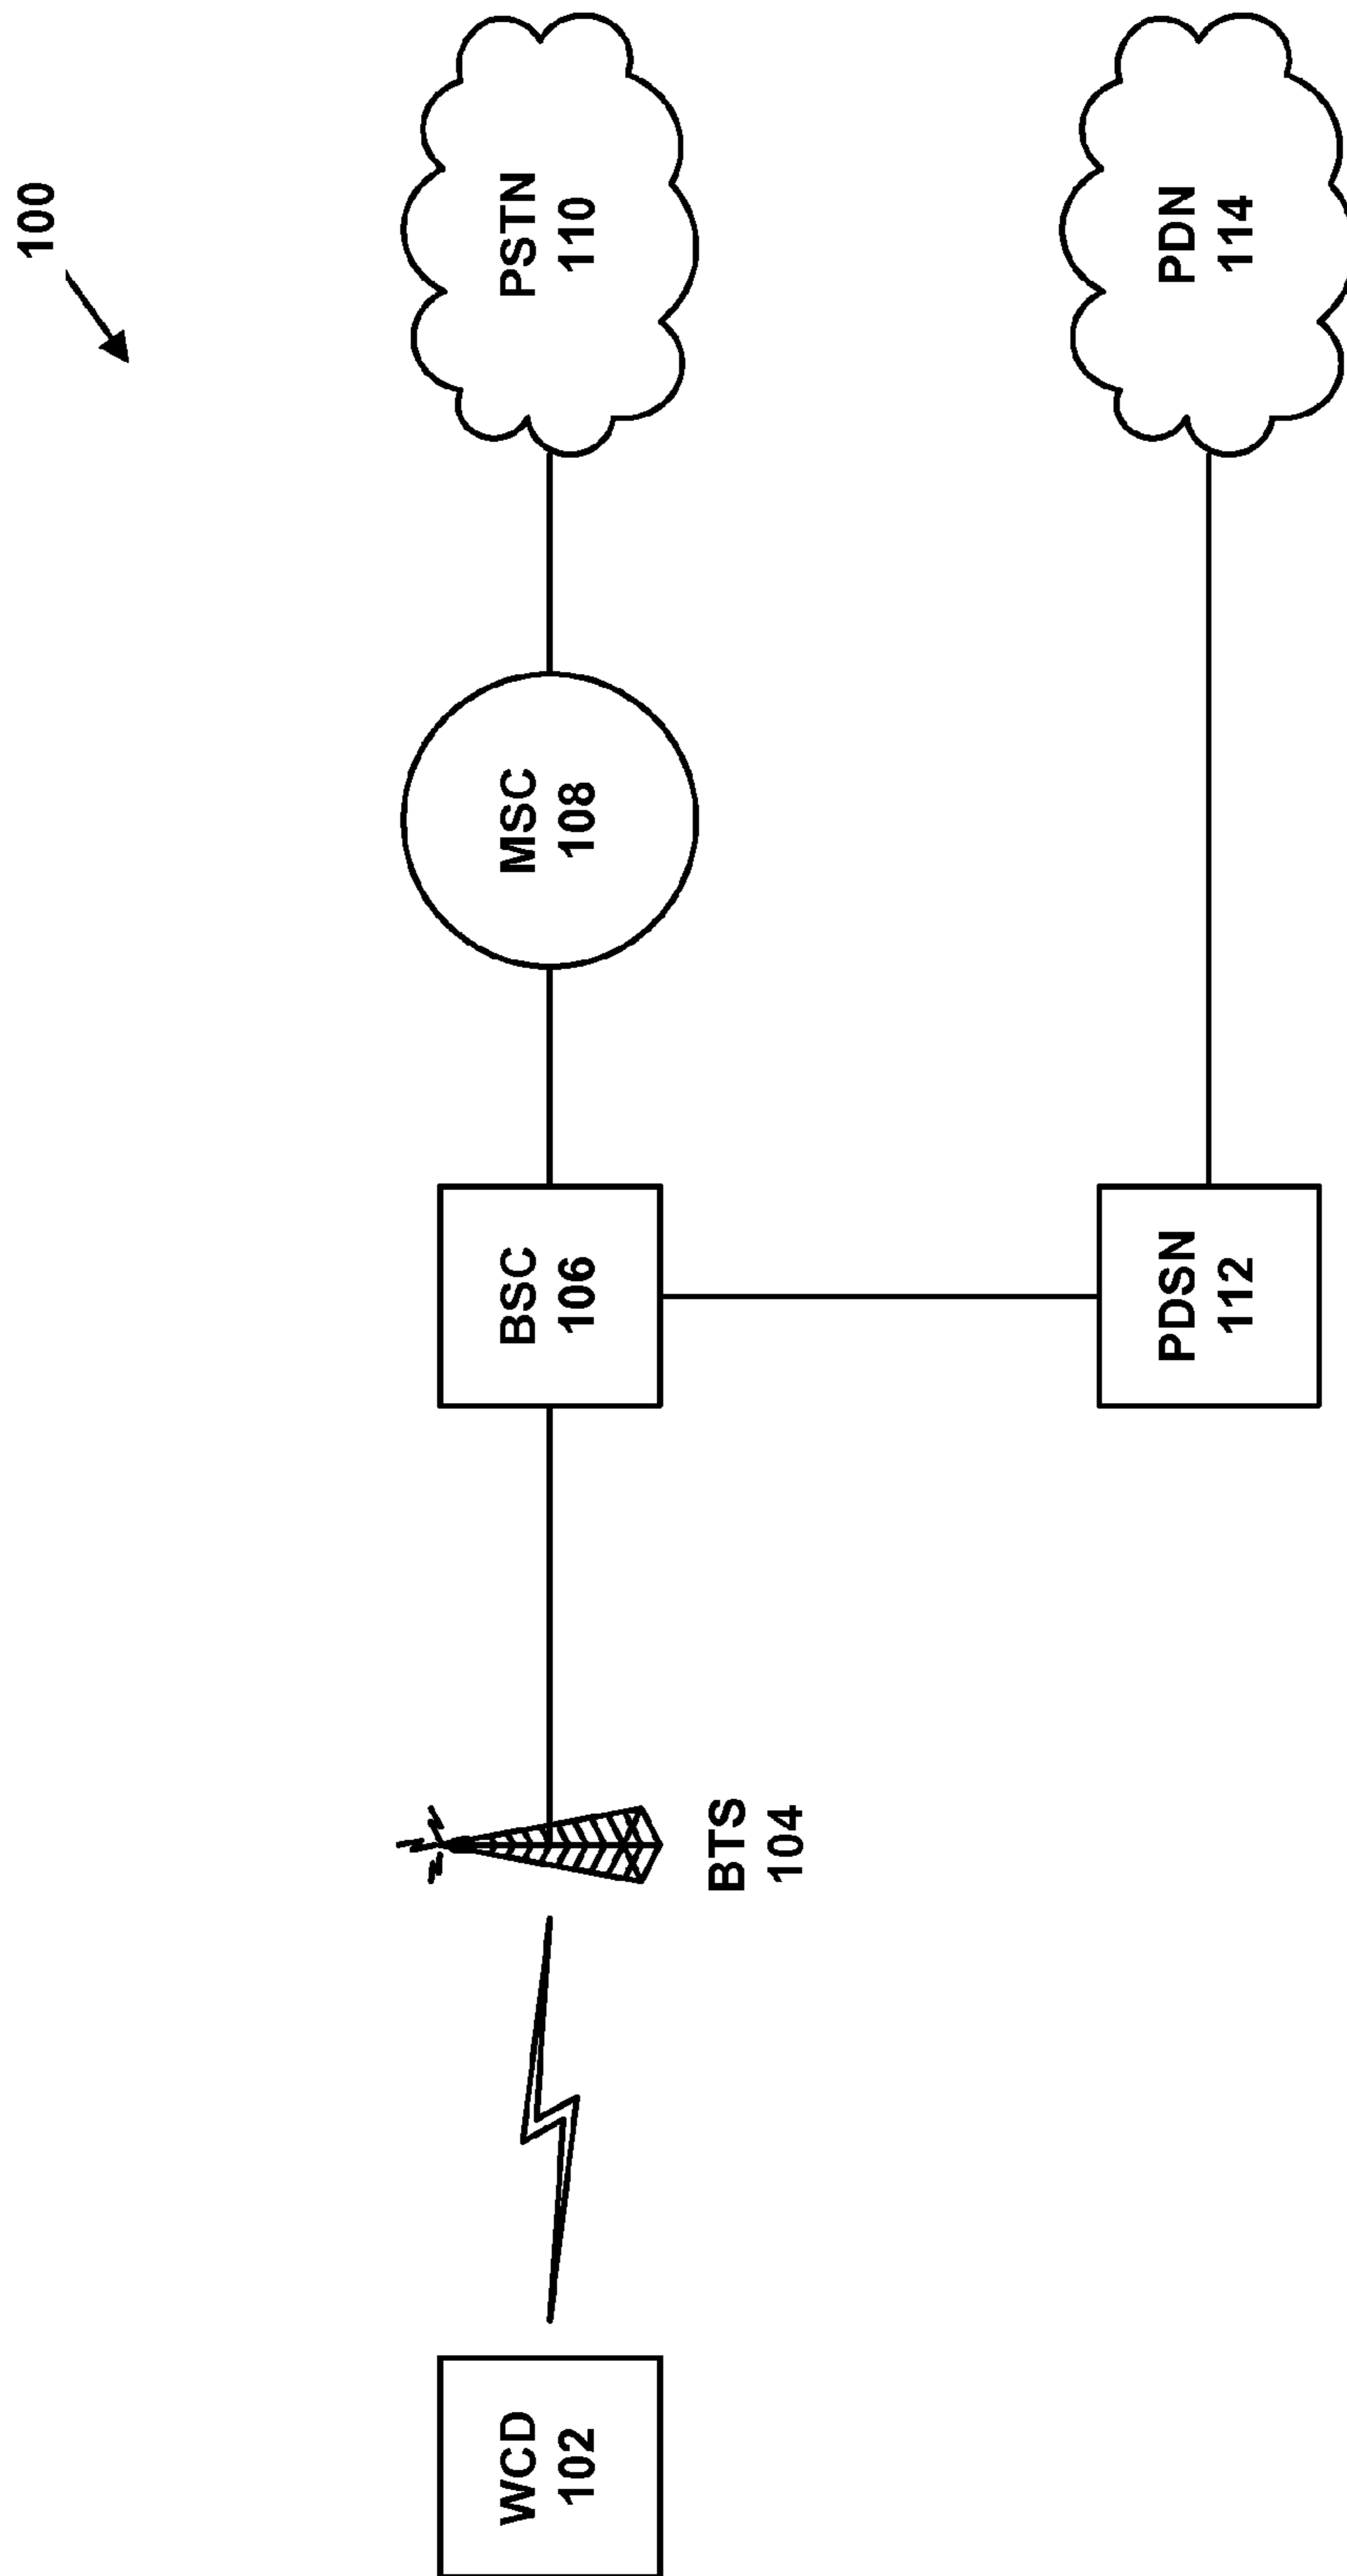 100
WCD
102
BTS
104
BSC
106
MSC
108
PSTN
110
PDSN
112
PDN
114